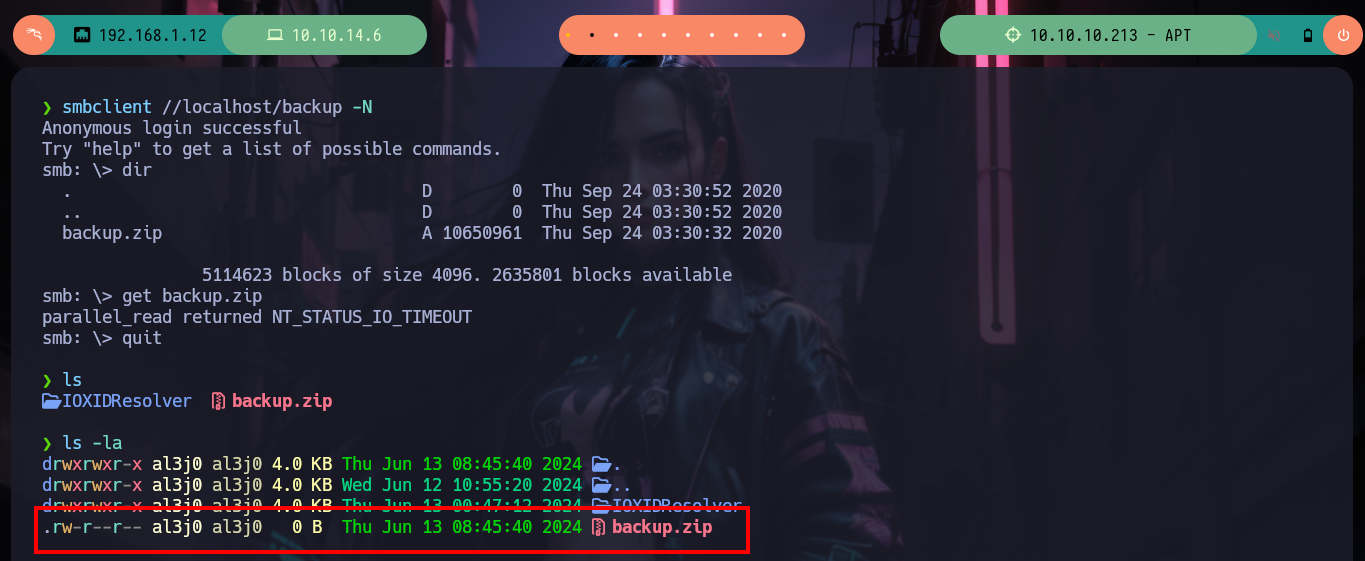 192.168.1.12 10.10.14.6 10.10.10.213 - APT
❯ smbclient //localhost/backup -N
Anonymous login successful
Try "help" to get a list of possible commands.
smb: \> dir
. D 0 Thu Sep 24 03:30:52 2020
.. D 0 Thu Sep 24 03:30:52 2020
backup.zip A 10650961 Thu Sep 24 03:30:32 2020
5114623 blocks of size 4096. 2635801 blocks available
smb: \> get backup.zip
parallel_read returned NT_STATUS_IO_TIMEOUT
smb: \> quit
❯ ls
IOXIDResolver backup.zip
❯ ls -la
drwxrwxr-x al3j0 al3j0 4.0 KB Thu Jun 13 08:45:40 2024 .
drwxrwxr-x al3j0 al3j0 4.0 KB Wed Jun 12 10:55:20 2024 ..
drwxrwxr-x al3j0 al3j0 4.0 KB Thu Jun 13 00:47:12 2024 IOXIDResolver
.rw-r--r-- al3j0 al3j0 0 B Thu Jun 13 08:45:40 2024 backup.zip